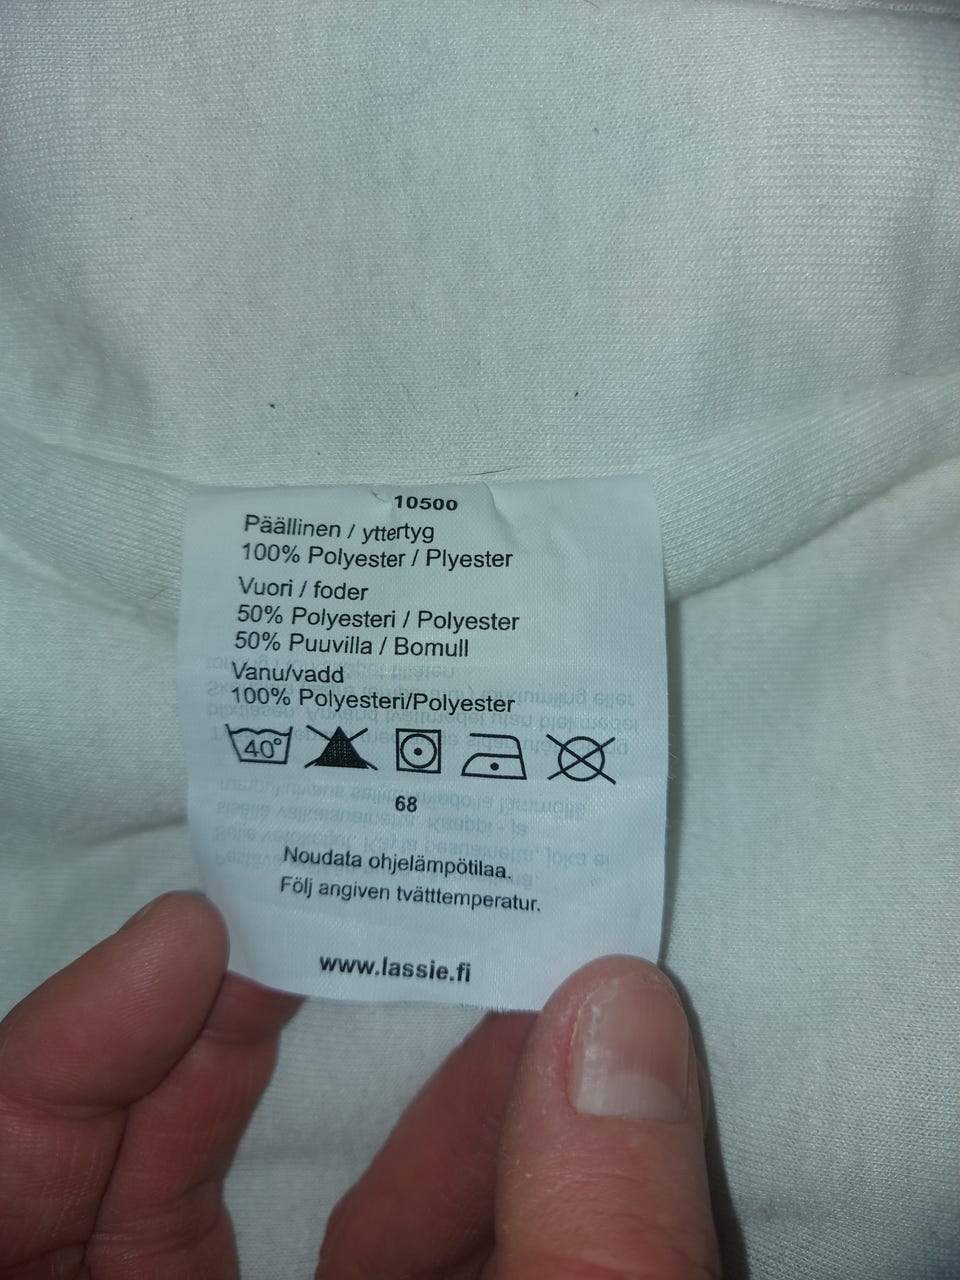 10500
Päällinen / yttertyg
100% Polyester / Plyester
Vuori / foder
50% Polyesteri / Polyester
50% Puuvilla / Bomull
Vanu/vadd
100% Polyesteri/Polyester
40°
68
Noudata ohjelämpötilaa.
Följ angiven tvätttemperatur.
www.lassie.fi